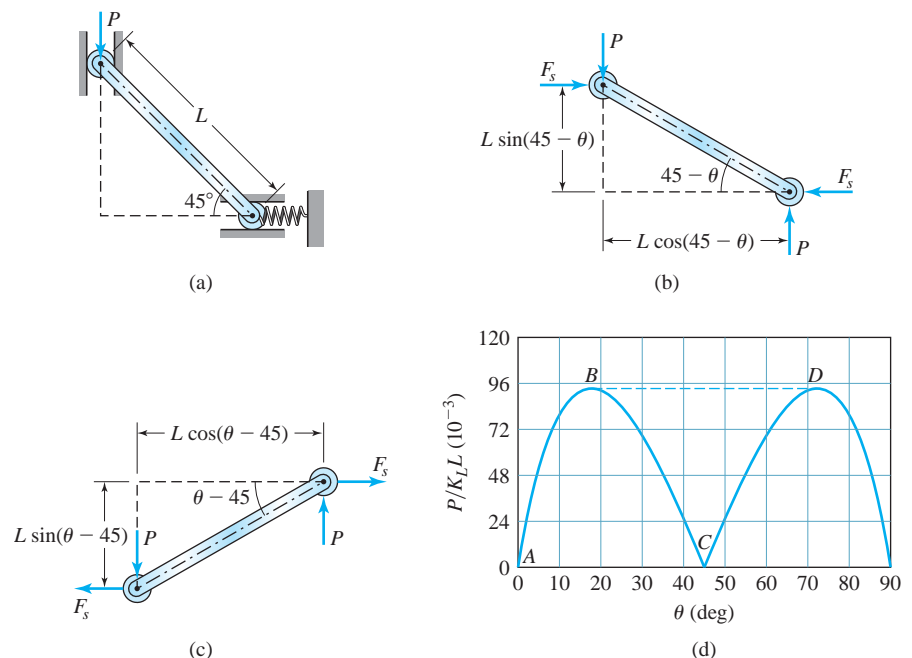 P
L
45°
(a)
P
F_s
L sin(45 − θ)
45 − θ
F_s
L cos(45 − θ)
P
(b)
L cos(θ − 45)
F_s
θ − 45
L sin(θ − 45)
P
P
F_s
(c)
120
96
72
48
24
0
P/K_L L (10⁻³)
B
D
A
C
0 10 20 30 40 50 60 70 80 90
θ (deg)
(d)